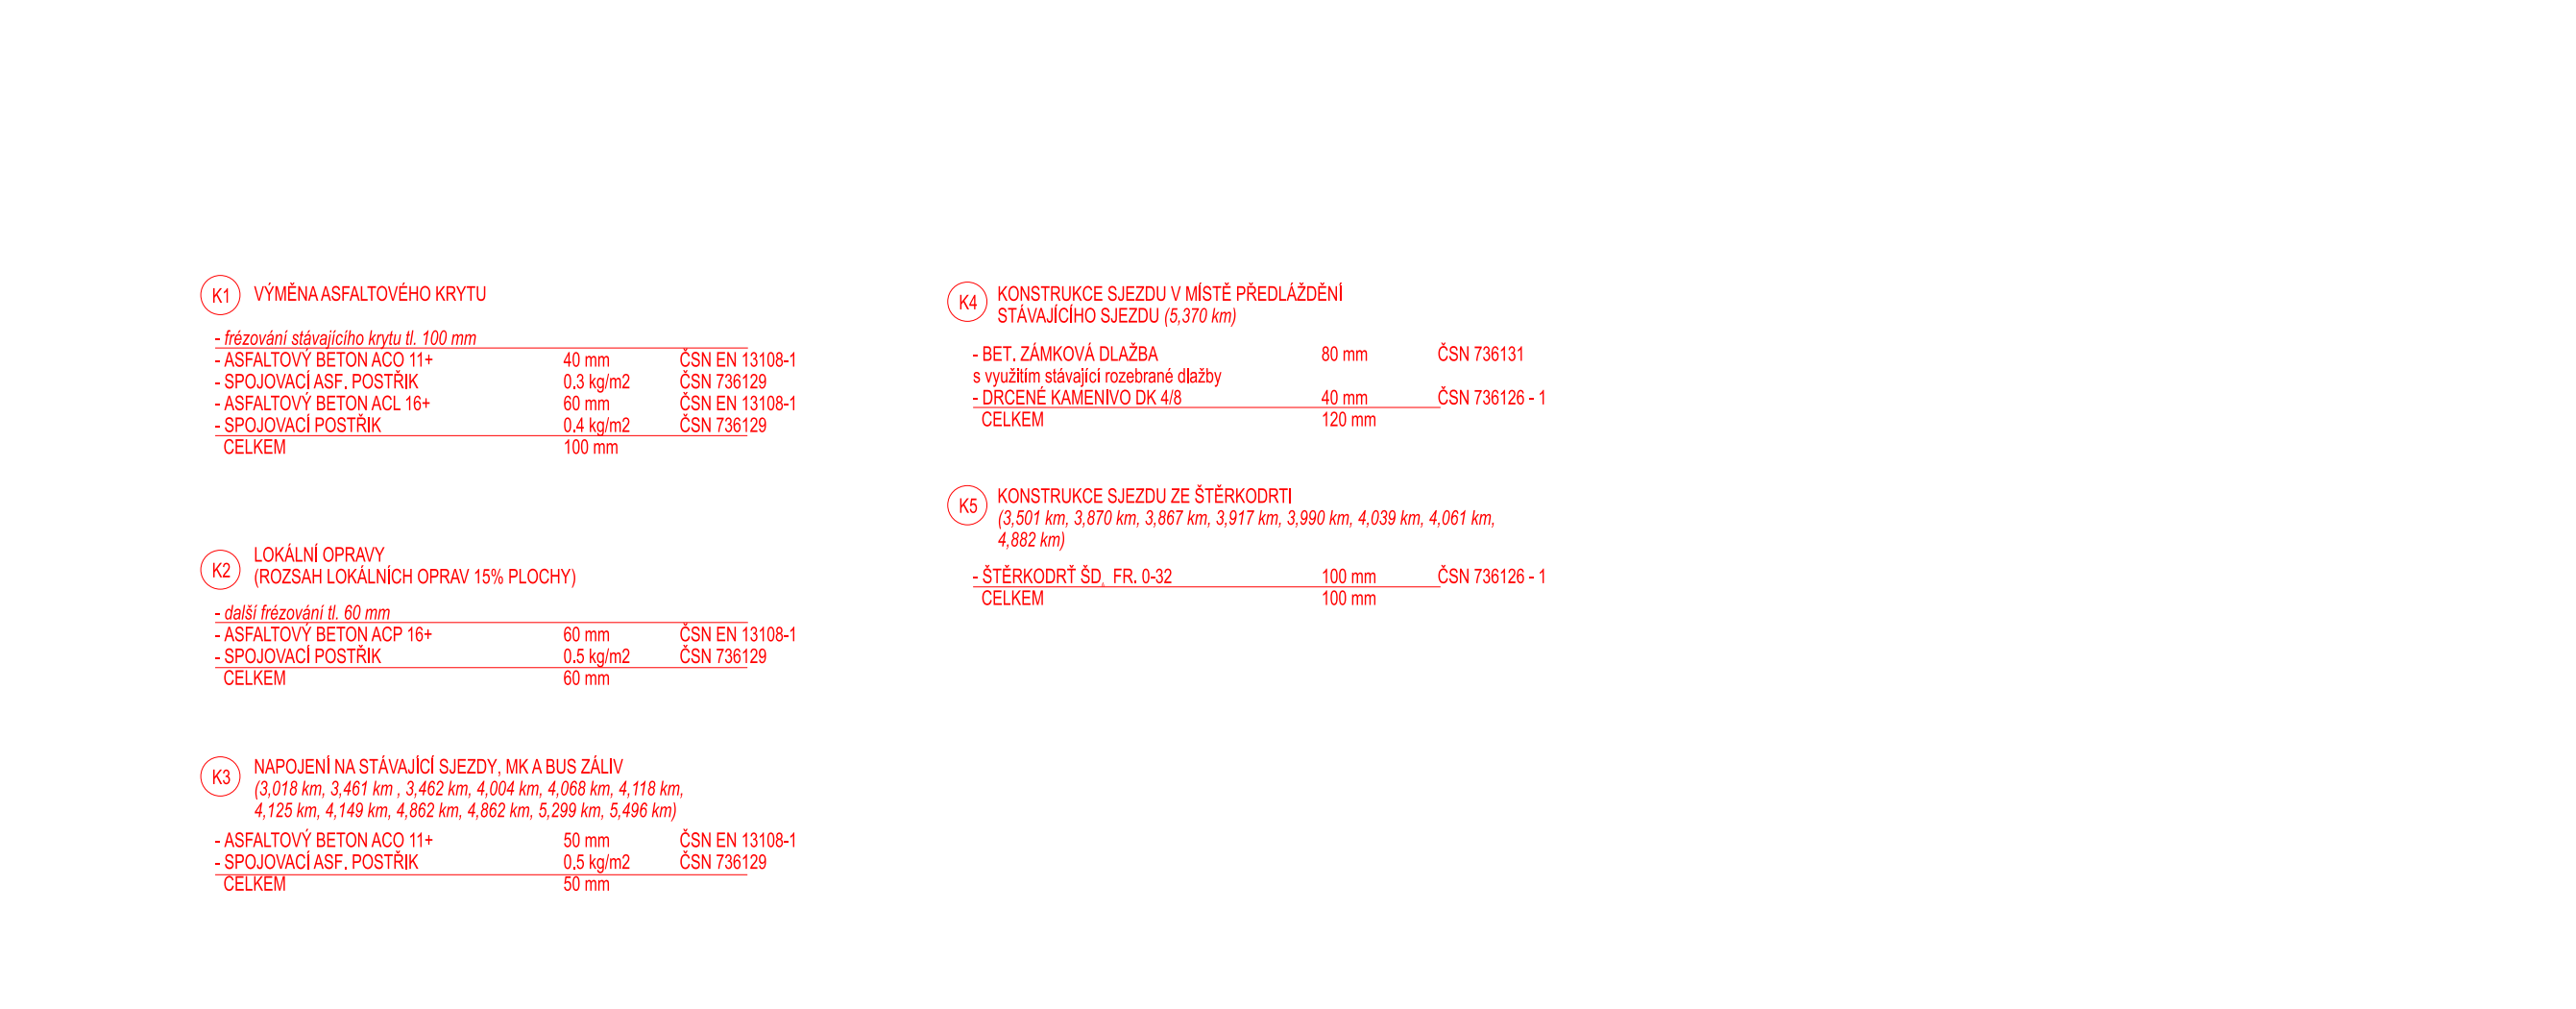 K1 VÝMĚNA ASFALTOVÉHO KRYTU
- frézování stávajícího krytu tl. 100 mm
- ASFALTOVÝ BETON ACO 11+ 40 mm ČSN EN 13108-1
- SPOJOVACÍ ASF. POSTŘIK 0.3 kg/m2 ČSN 736129
- ASFALTOVÝ BETON ACL 16+ 60 mm ČSN EN 13108-1
- SPOJOVACÍ POSTŘIK 0.4 kg/m2 ČSN 736129
CELKEM 100 mm
K2 LOKÁLNÍ OPRAVY
(ROZSAH LOKÁLNÍCH OPRAV 15% PLOCHY)
- další frézování tl. 60 mm
- ASFALTOVÝ BETON ACP 16+ 60 mm ČSN EN 13108-1
- SPOJOVACÍ POSTŘIK 0.5 kg/m2 ČSN 736129
CELKEM 60 mm
K3 NAPOJENÍ NA STÁVAJÍCÍ SJEZDY, MK A BUS ZÁLIV
(3,018 km, 3,461 km , 3,462 km, 4,004 km, 4,068 km, 4,118 km,
4,125 km, 4,149 km, 4,862 km, 4,862 km, 5,299 km, 5,496 km)
- ASFALTOVÝ BETON ACO 11+ 50 mm ČSN EN 13108-1
- SPOJOVACÍ ASF. POSTŘIK 0.5 kg/m2 ČSN 736129
CELKEM 50 mm
K4 KONSTRUKCE SJEZDU V MÍSTĚ PŘEDLÁŽDĚNÍ
STÁVAJÍCÍHO SJEZDU (5,370 km)
- BET. ZÁMKOVÁ DLAŽBA 80 mm ČSN 736131
s využitím stávající rozebrané dlažby
- DRCENÉ KAMENIVO DK 4/8 40 mm ČSN 736126 - 1
CELKEM 120 mm
K5 KONSTRUKCE SJEZDU ZE ŠTĚRKODRTI
(3,501 km, 3,870 km, 3,867 km, 3,917 km, 3,990 km, 4,039 km, 4,061 km,
4,882 km)
- ŠTĚRKODRŤ ŠD, FR. 0-32 100 mm ČSN 736126 - 1
CELKEM 100 mm